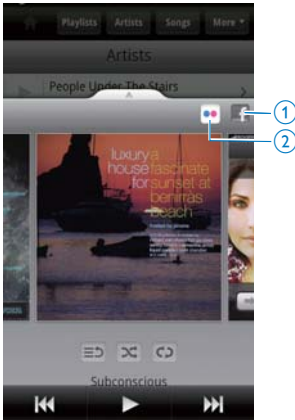 Playlists Artists Songs More
Artists
People Under The Stairs
f 1
2
luxury a
house fascinate
for sunset at
benirras
beach
Subconscious